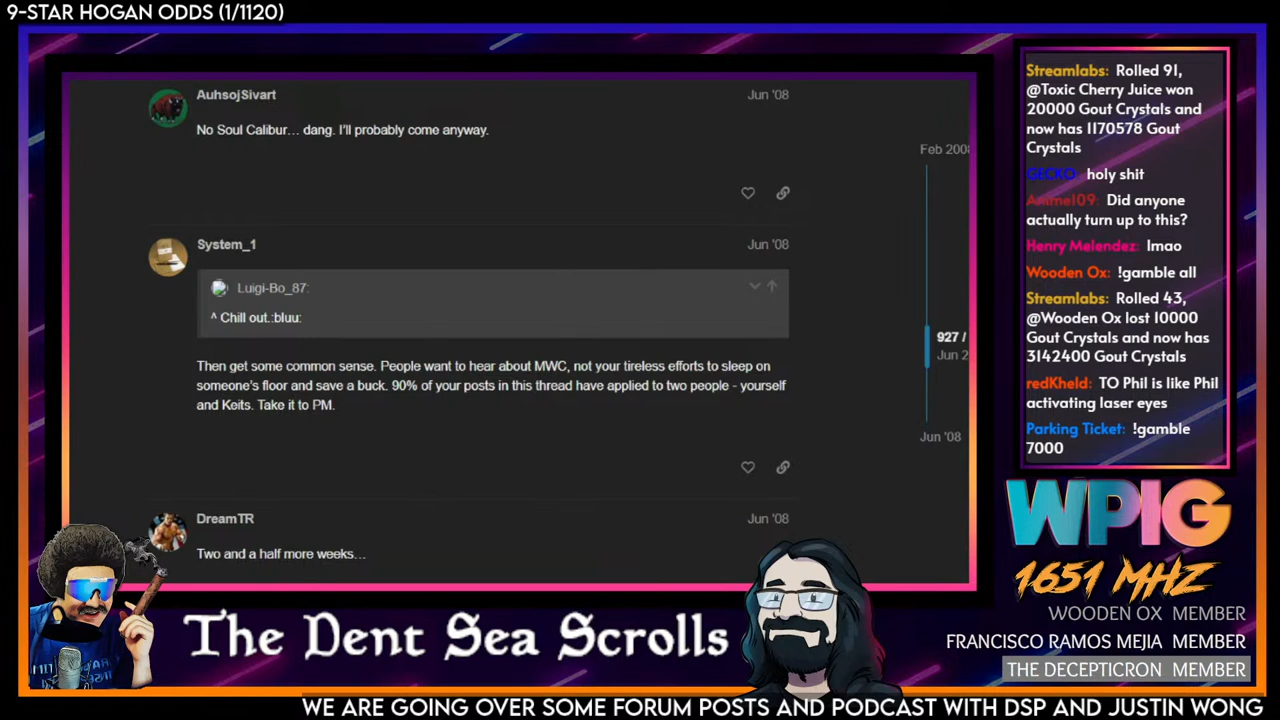 9-STAR HOGAN ODDS (1/1120)
AuhsojSivart
Jun '08
No Soul Calibur... dang. I'll probably come anyway.
Feb 2008
System_1
Jun '08
Luigi-Bo_87:
^ Chill out.:bluu:
Then get some common sense. People want to hear about MWC, not your tireless efforts to sleep on
someone's floor and save a buck. 90% of your posts in this thread have applied to two people - yourself
and Keits. Take it to PM.
927 /
Jun 2
Jun '08
DreamTR
Jun '08
Two and a half more weeks...
Streamlabs: Rolled 91,
@Toxic Cherry Juice won
20000 Gout Crystals and
now has 1170578 Gout
Crystals
GECKO: holy shit
Anime109: Did anyone
actually turn up to this?
Henry Melendez: lmao
Wooden Ox: !gamble all
Streamlabs: Rolled 43,
@Wooden Ox lost 10000
Gout Crystals and now has
3142400 Gout Crystals
redKheld: TO Phil is like Phil
activating laser eyes
Parking Ticket: !gamble
7000
WPIG
1651 MHZ
WOODEN OX MEMBER
FRANCISCO RAMOS MEJIA MEMBER
THE DECEPTICRON MEMBER
The Dent Sea Scrolls
WE ARE GOING OVER SOME FORUM POSTS AND PODCAST WITH DSP AND JUSTIN WONG